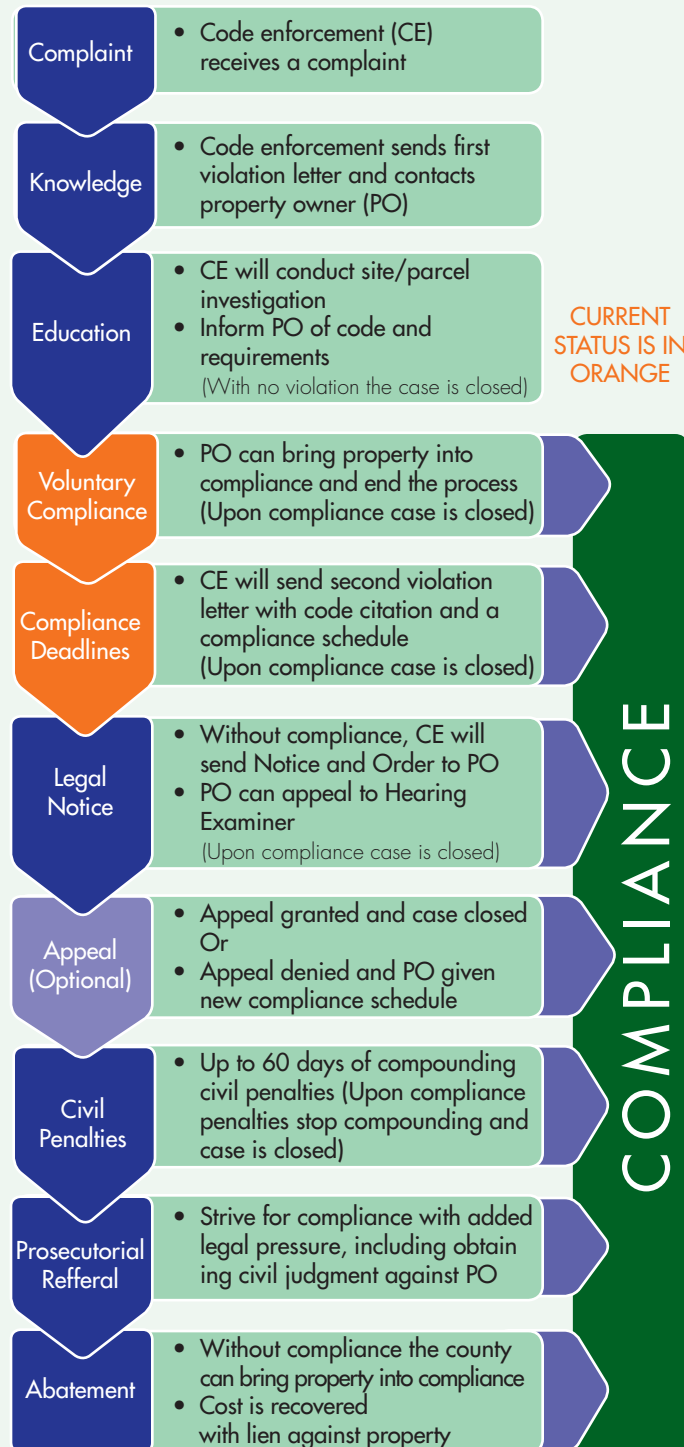 Complaint
• Code enforcement (CE)
receives a complaint
Knowledge
• Code enforcement sends first
violation letter and contacts
property owner (PO)
Education
• CE will conduct site/parcel
investigation
• Inform PO of code and
requirements
(With no violation the case is closed)
CURRENT
STATUS IS IN
ORANGE
Voluntary
Compliance
• PO can bring property into
compliance and end the process
(Upon compliance case is closed)
Compliance
Deadlines
• CE will send second violation
letter with code citation and a
compliance schedule
(Upon compliance case is closed)
Legal
Notice
• Without compliance, CE will
send Notice and Order to PO
• PO can appeal to Hearing
Examiner
(Upon compliance case is closed)
Appeal
(Optional)
• Appeal granted and case closed
Or
• Appeal denied and PO given
new compliance schedule
Civil
Penalties
• Up to 60 days of compounding
civil penalties (Upon compliance
penalties stop compounding and
case is closed)
Prosecutorial
Refferal
• Strive for compliance with added
legal pressure, including obtain
ing civil judgment against PO
Abatement
• Without compliance the county
can bring property into compliance
• Cost is recovered
with lien against property
COMPLIANCE